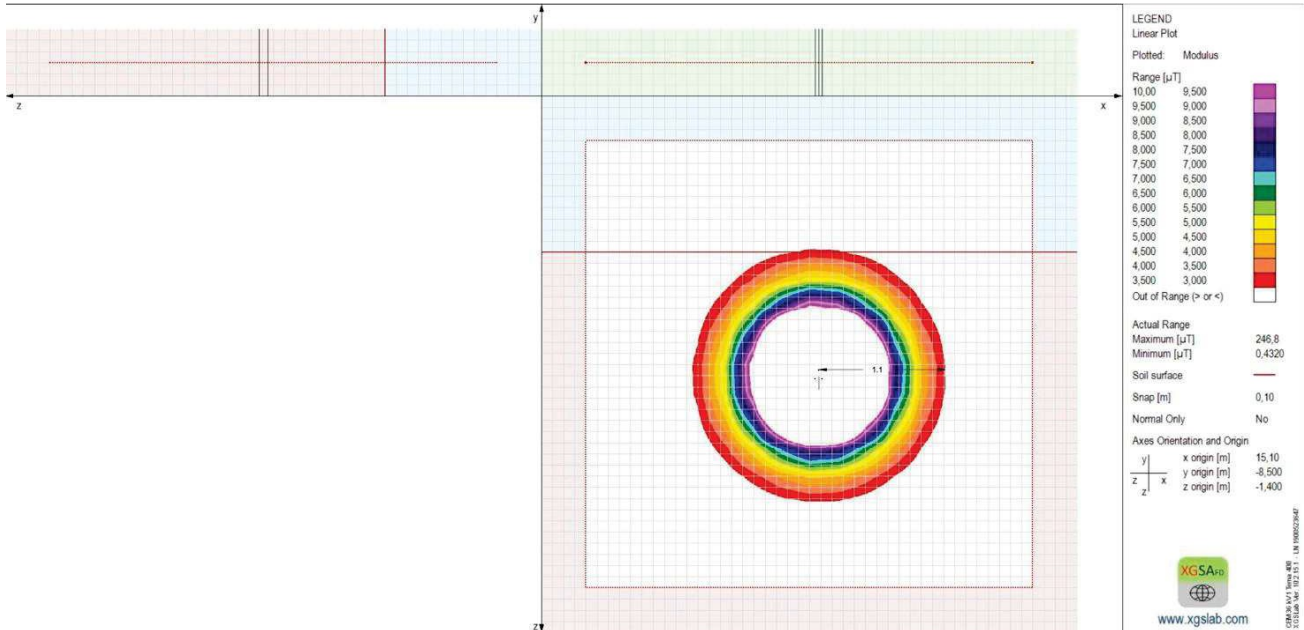 y
z
x
1.1
z
LEGEND
Linear Plot
Plotted: Modulus
Range [µT]
10,00 9,500
9,500 9,000
9,000 8,500
8,500 8,000
8,000 7,500
7,500 7,000
7,000 6,500
6,500 6,000
6,000 5,500
5,500 5,000
5,000 4,500
4,500 4,000
4,000 3,500
3,500 3,000
Out of Range (> or <)
Actual Range
Maximum [µT] 246,8
Minimum [µT] 0,4320
Soil surface
Snap [m] 0,10
Normal Only No
Axes Orientation and Origin
y x origin [m] 15,10
z x y origin [m] -8,500
z z origin [m] -1,400
XGSA FD
www.xgslab.com